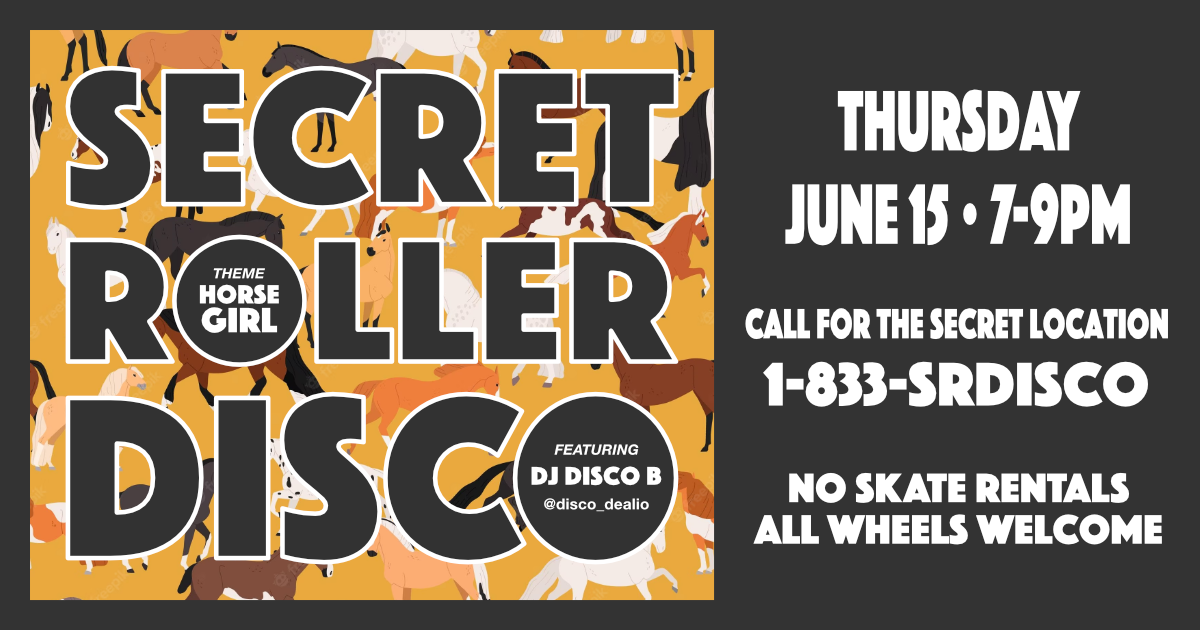 SECRET
ROLLER
THEME
HORSE
GIRL
DISCO
FEATURING
DJ DISCO B
@disco_dealio
THURSDAY
JUNE 15 • 7-9PM
CALL FOR THE SECRET LOCATION
1-833-SRDISCO
NO SKATE RENTALS
ALL WHEELS WELCOME